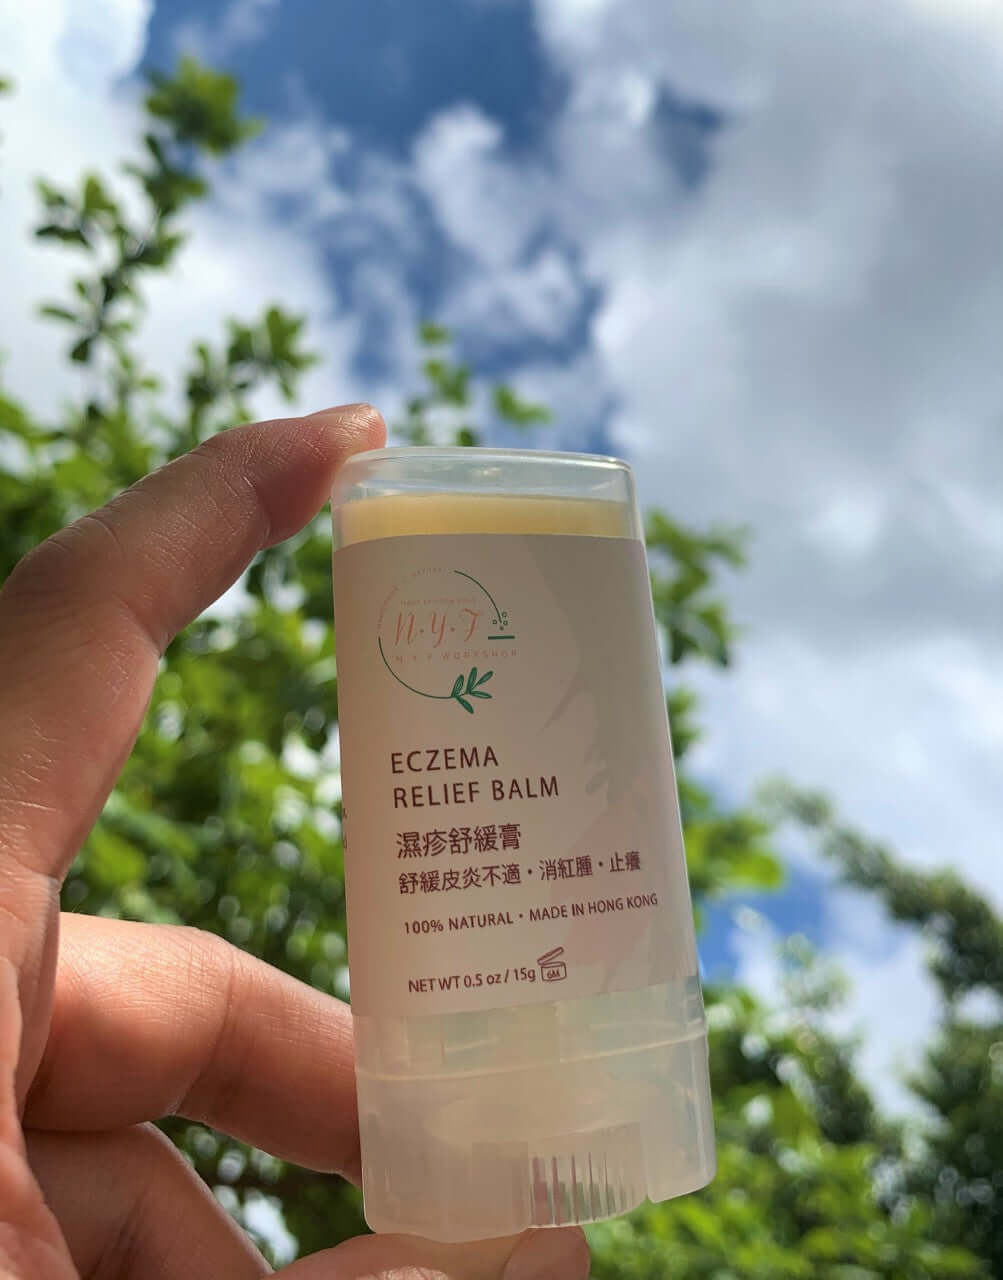 N.Y.F
N.Y.F WORKSHOP
ECZEMA
RELIEF BALM
濕疹舒緩膏
舒緩皮炎不適・消紅腫・止癢
100% NATURAL • MADE IN HONG KONG
NET WT 0.5 oz / 15g 6M